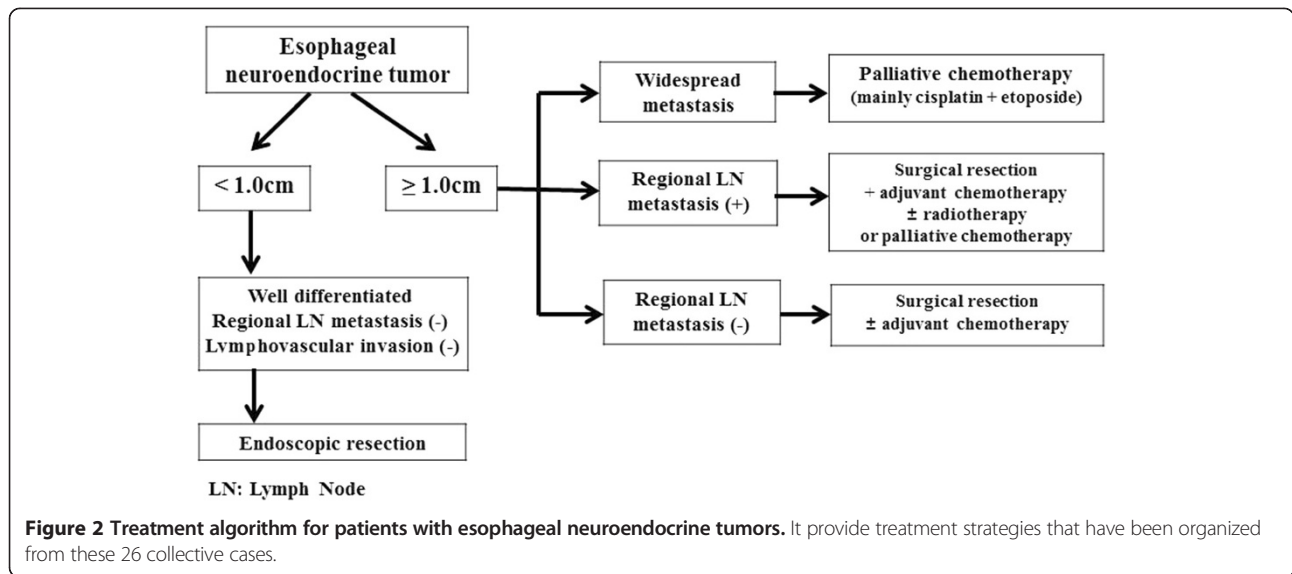 Esophageal
neuroendocrine tumor
< 1.0cm
≥ 1.0cm
Well differentiated
Regional LN metastasis (-)
Lymphovascular invasion (-)
Endoscopic resection
LN: Lymph Node
Widespread
metastasis
Palliative chemotherapy
(mainly cisplatin + etoposide)
Regional LN
metastasis (+)
Surgical resection
+ adjuvant chemotherapy
± radiotherapy
or palliative chemotherapy
Regional LN
metastasis (-)
Surgical resection
± adjuvant chemotherapy
Figure 2 Treatment algorithm for patients with esophageal neuroendocrine tumors. It provide treatment strategies that have been organized
from these 26 collective cases.